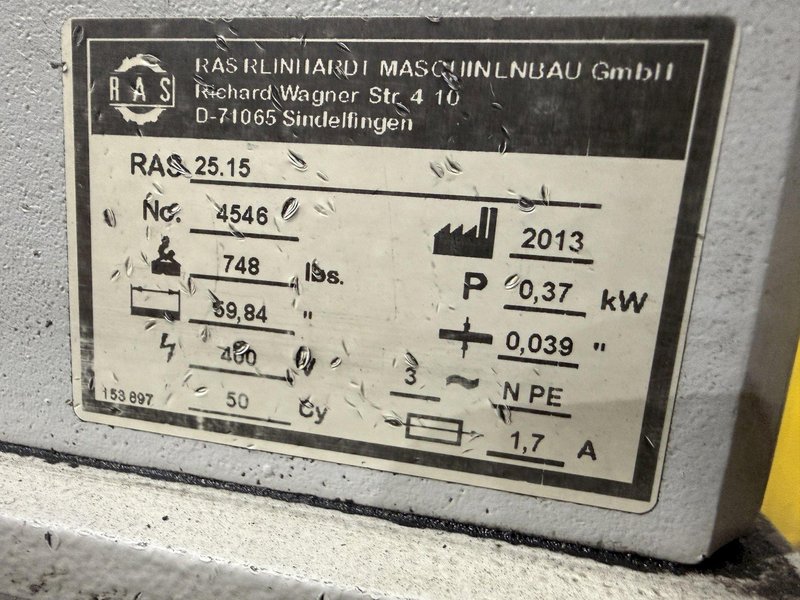 RAS
RAS REINHARDT MASCHINENBAU GmbH
Richard Wagner Str. 4 10
D-71065 Sindelfingen
RAS 25.15
No. 4546
2013
748 lbs.
P 0,37 kW
59,84 "
0,039 "
400 V
3 ~ N PE
50 Cy
1,7 A
153 897